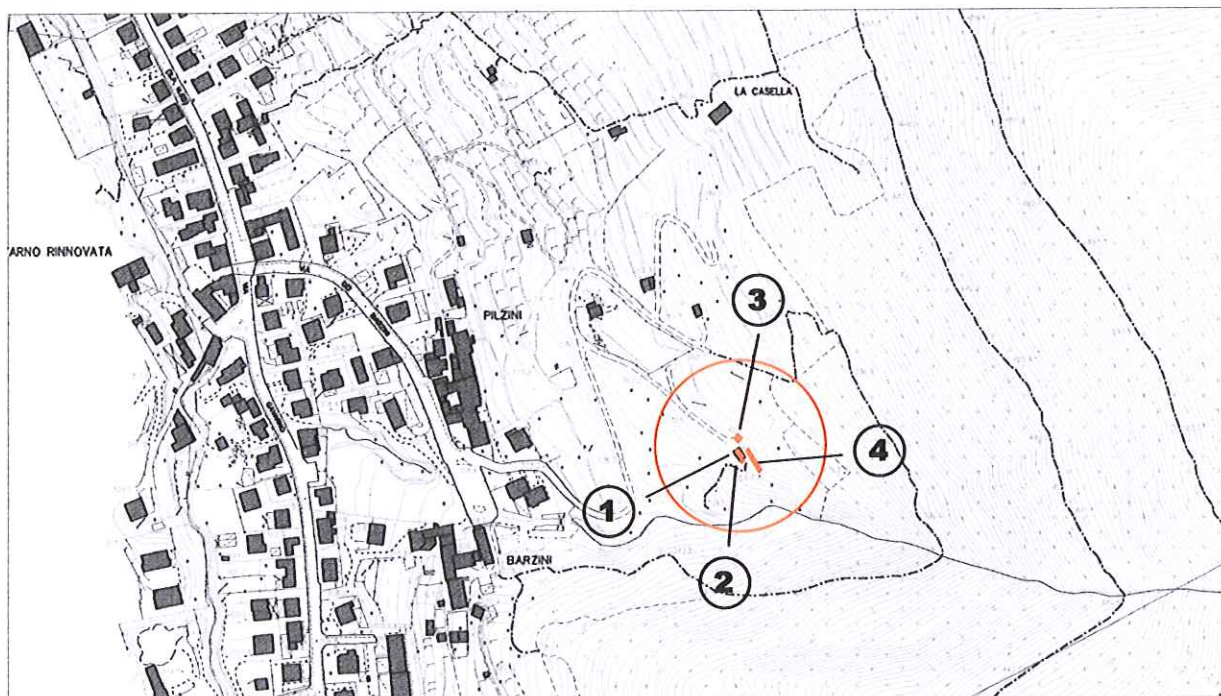 LA CASELLA
'ARNO RINNOVATA
3
PILZINI
4
1
BARZINI
2